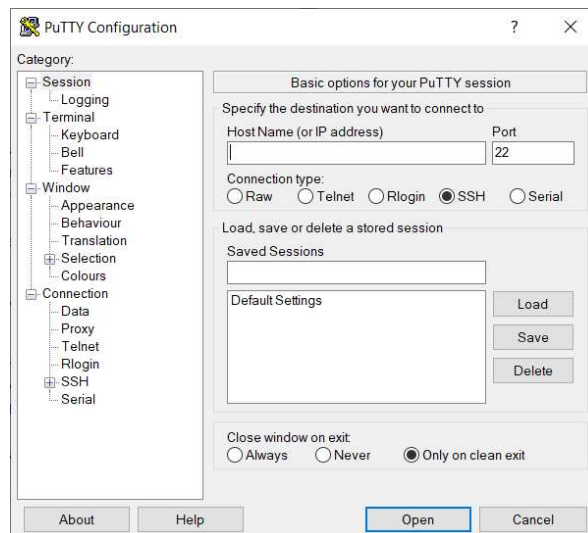 PuTTY Configuration
?
Category:
Session
Logging
Terminal
Keyboard
Bell
Features
Window
Appearance
Behaviour
Translation
Selection
Colours
Connection
Data
Proxy
Telnet
Rlogin
SSH
Serial
Basic options for your PuTTY session
Specify the destination you want to connect to
Host Name (or IP address) Port
22
Connection type:
Raw Telnet Rlogin SSH Serial
Load, save or delete a stored session
Saved Sessions
Default Settings
Load
Save
Delete
Close window on exit:
Always Never Only on clean exit
About Help Open Cancel